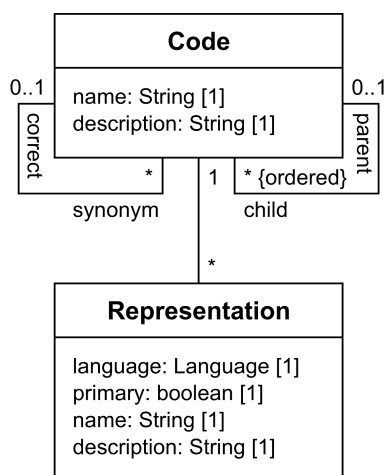 Code
0..1
0..1
name: String [1]
description: String [1]
correct
parent
*
1
* {ordered}
synonym
child
*
Representation
language: Language [1]
primary: boolean [1]
name: String [1]
description: String [1]